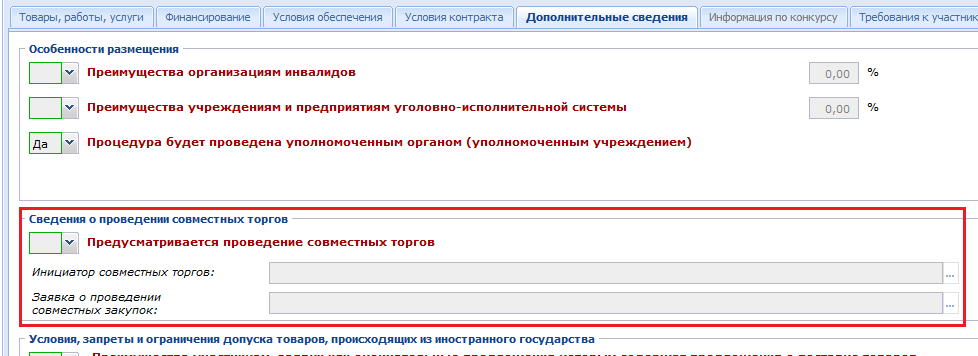 Товары, работы, услуги Финансирование Условия обеспечения Условия контракта Дополнительные сведения Информация по конкурсу Требования к участник
Особенности размещения
Преимущества организациям инвалидов 0,00 %
Преимущества учреждениям и предприятиям уголовно-исполнительной системы 0,00 %
Да Процедура будет проведена уполномоченным органом (уполномоченным учреждением)
Сведения о проведении совместных торгов
Предусматривается проведение совместных торгов
Инициатор совместных торгов: ...
Заявка о проведении
совместных закупок: ...
Условия, запреты и ограничения допуска товаров, происходящих из иностранного государства